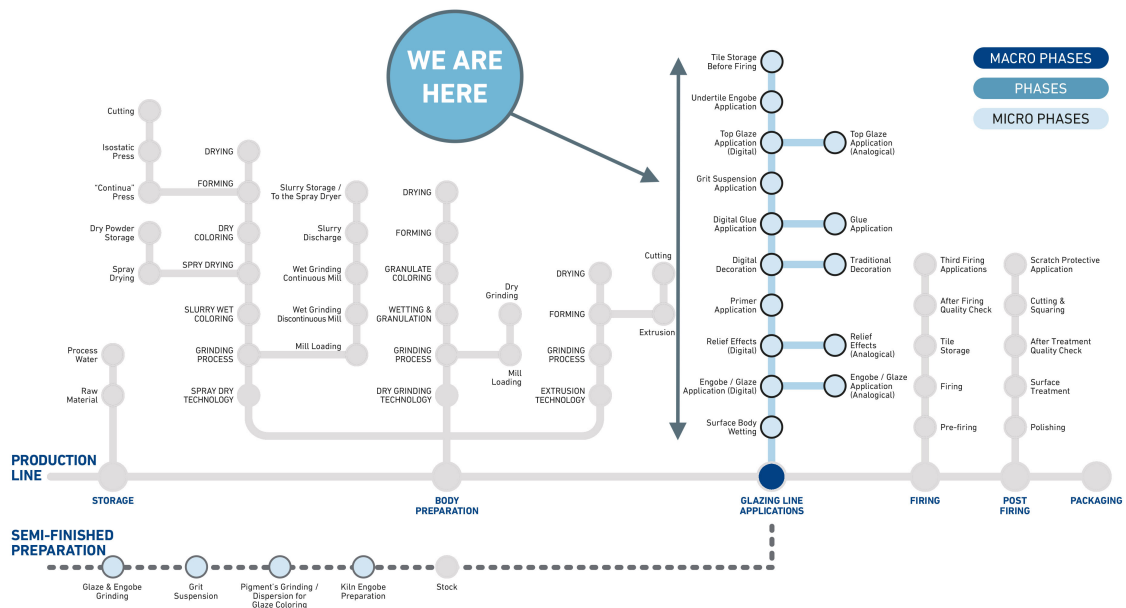 WE ARE
HERE
MACRO PHASES
PHASES
MICRO PHASES
Cutting
Isostatic
Press
"Continua"
Press
Dry Powder
Storage
Spray
Drying
Process
Water
Raw
Material
DRYING
FORMING
DRY
COLORING
SPRY DRYING
SLURRY WET
COLORING
GRINDING
PROCESS
SPRAY DRY
TECHNOLOGY
Slurry Storage /
To the Spray Dryer
Slurry
Discharge
Wet Grinding
Continuous Mill
Wet Grinding
Discontinuous Mill
Mill Loading
DRYING
FORMING
GRANULATE
COLORING
WETTING &
GRANULATION
GRINDING
PROCESS
DRY GRINDING
TECHNOLOGY
Dry
Grinding
Mill
Loading
DRYING
FORMING
GRINDING
PROCESS
EXTRUSION
TECHNOLOGY
Cutting
Extrusion
Tile Storage
Before Firing
Undertile Engobe
Application
Top Glaze
Application
(Digital)
Top Glaze
Application
(Analogical)
Grit Suspension
Application
Digital Glue
Application
Glue
Application
Digital
Decoration
Traditional
Decoration
Primer
Application
Relief Effects
(Digital)
Relief
Effects
(Analogical)
Engobe / Glaze
Application (Digital)
Engobe / Glaze
Application
(Analogical)
Surface Body
Wetting
Third Firing
Applications
After Firing
Quality Check
Tile
Storage
Firing
Pre-firing
Scratch Protective
Application
Cutting &
Squaring
After Treatment
Quality Check
Surface
Treatment
Polishing
PRODUCTION
LINE
STORAGE
BODY
PREPARATION
GLAZING LINE
APPLICATIONS
FIRING
POST
FIRING
PACKAGING
SEMI-FINISHED
PREPARATION
Glaze & Engobe
Grinding
Grit
Suspension
Pigment's Grinding /
Dispersion for
Glaze Coloring
Kiln Engobe
Preparation
Stock